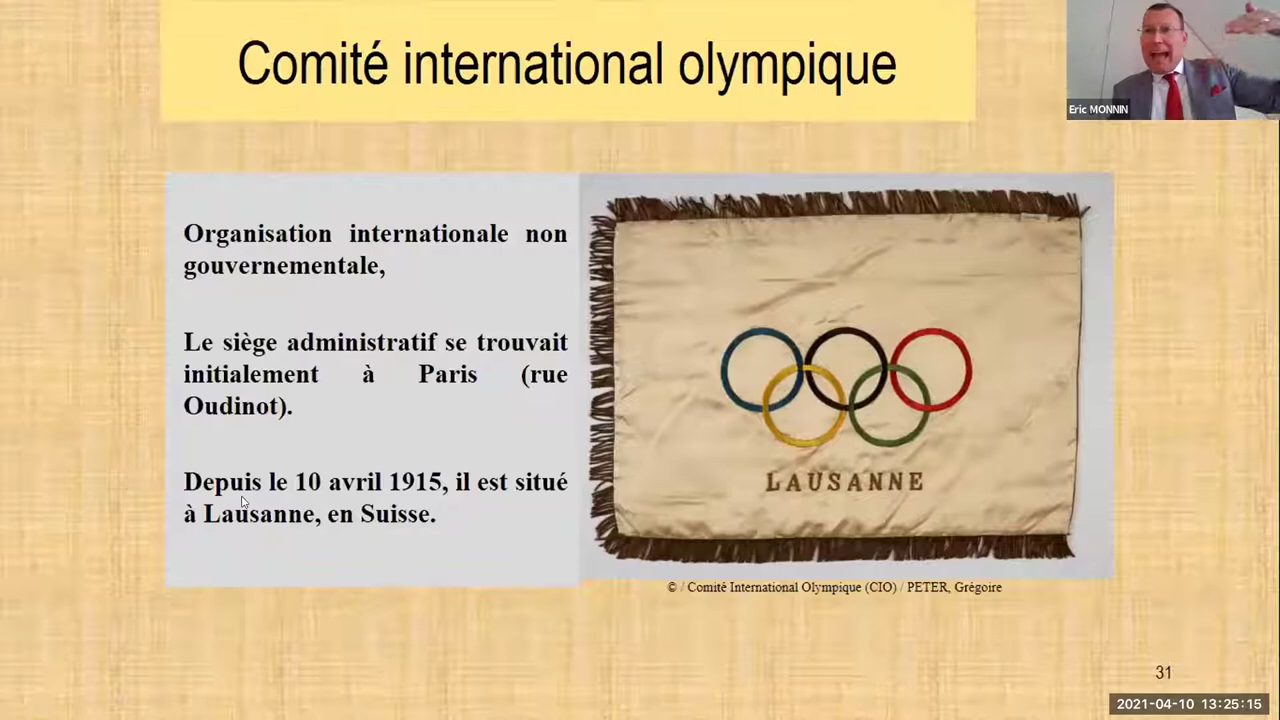 Comité international olympique
Eric MONNIN
Organisation internationale non
gouvernementale,
Le siège administratif se trouvait
initialement à Paris (rue
Oudinot).
Depuis le 10 avril 1915, il est situé
à Lausanne, en Suisse.
LAUSANNE
© / Comité International Olympique (CIO) / PETER, Grégoire
31
2021-04-10 13:25:15